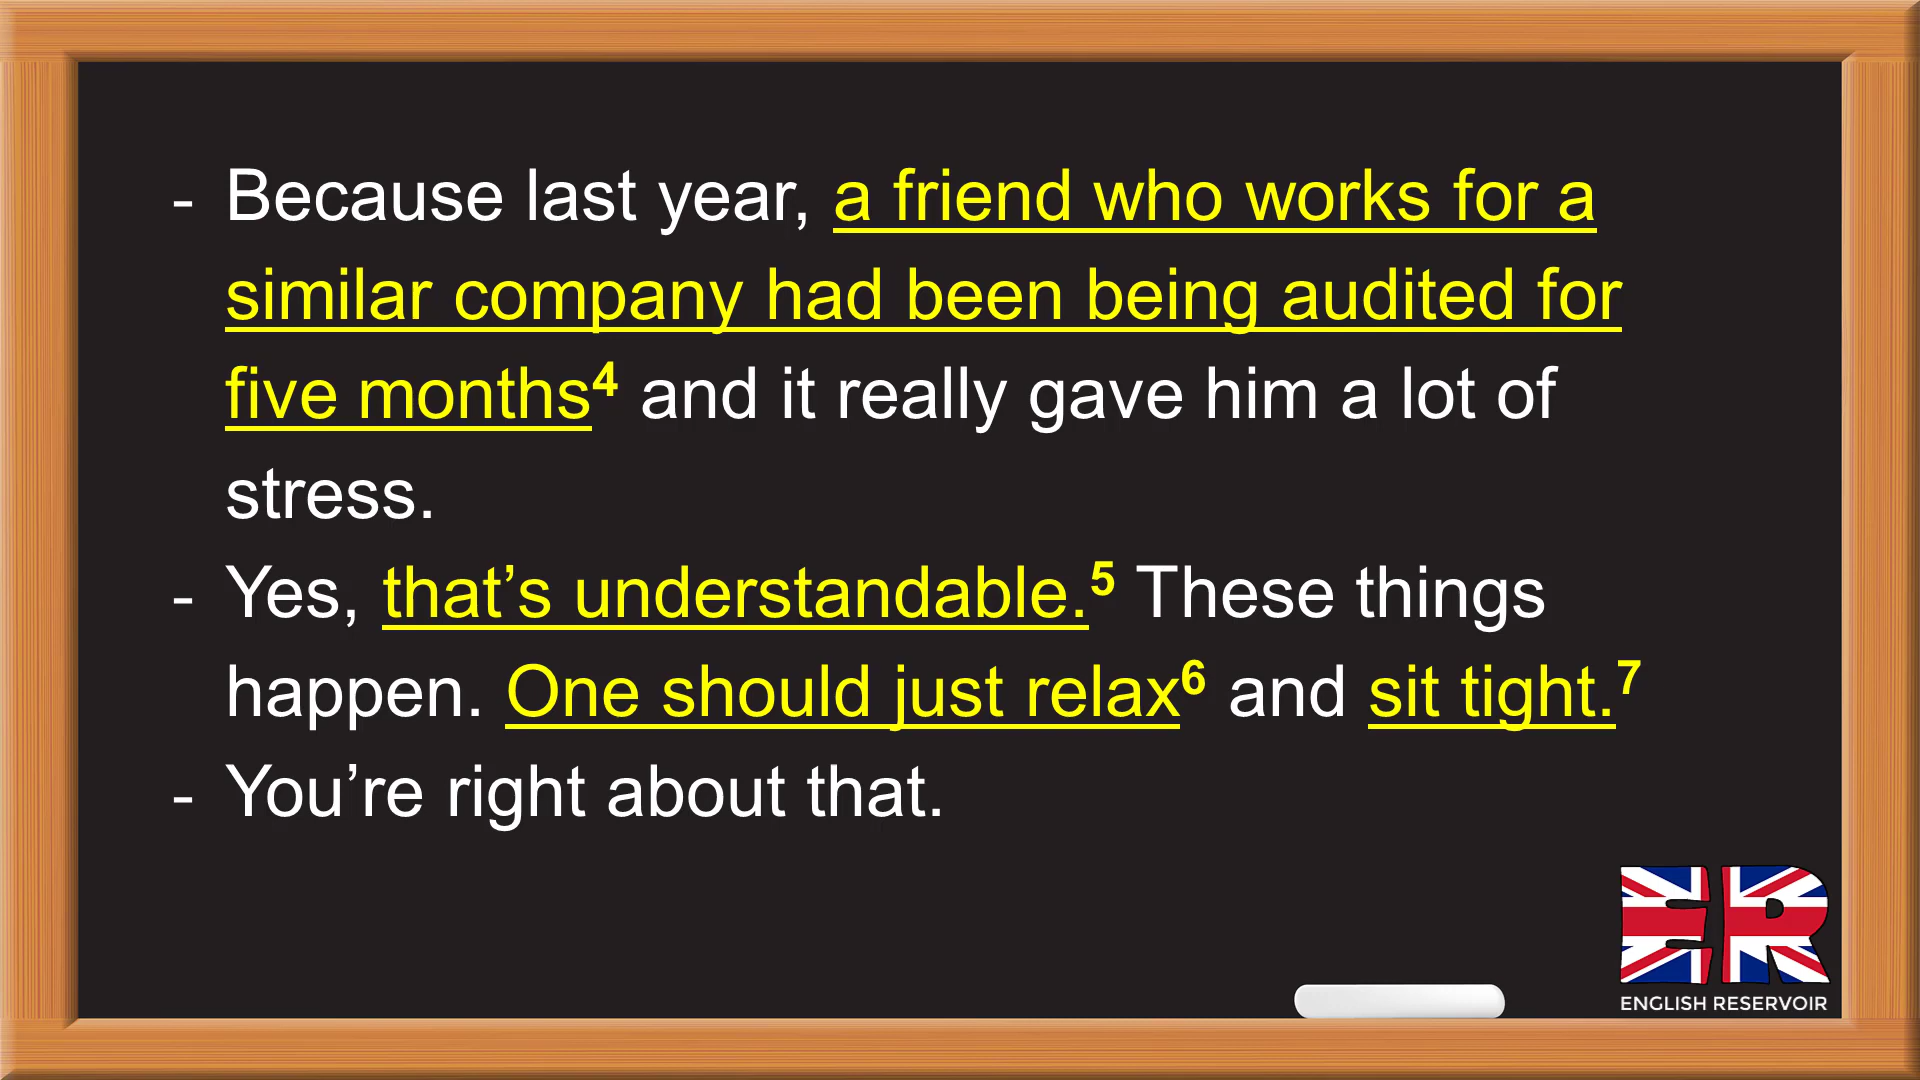 - Because last year, a friend who works for a
similar company had been being audited for
five months⁴ and it really gave him a lot of
stress.
- Yes, that’s understandable.⁵ These things
happen. One should just relax⁶ and sit tight.⁷
- You’re right about that.
ER
ENGLISH RESERVOIR